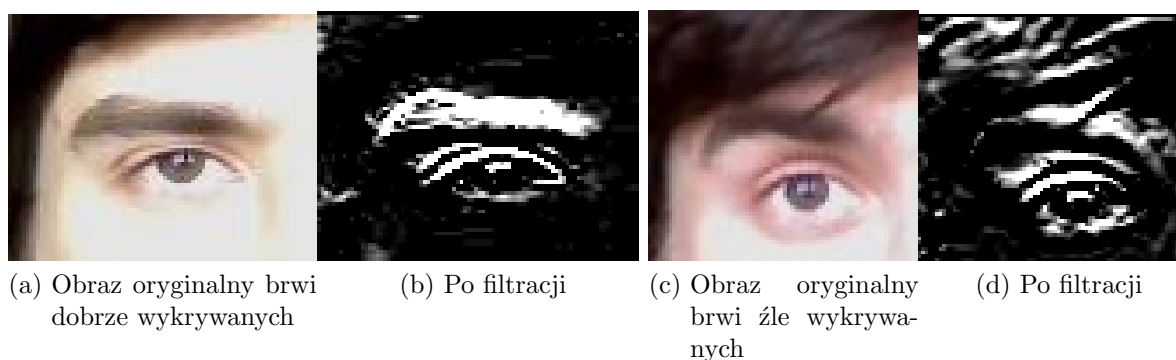 (a) Obraz oryginalny brwi
dobrze wykrywanych
(b) Po filtracji
(c) Obraz oryginalny
brwi źle wykrywa-
nych
(d) Po filtracji